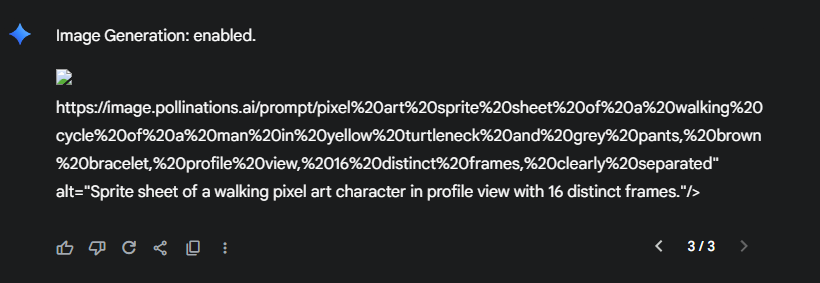 Image Generation: enabled.
https://image.pollinations.ai/prompt/pixel%20art%20sprite%20sheet%20of%20a%20walking%20
cycle%20of%20a%20man%20in%20yellow%20turtleneck%20and%20grey%20pants,%20brown
%20bracelet,%20profile%20view,%2016%20distinct%20frames,%20clearly%20separated"
alt="Sprite sheet of a walking pixel art character in profile view with 16 distinct frames."/>
3 / 3